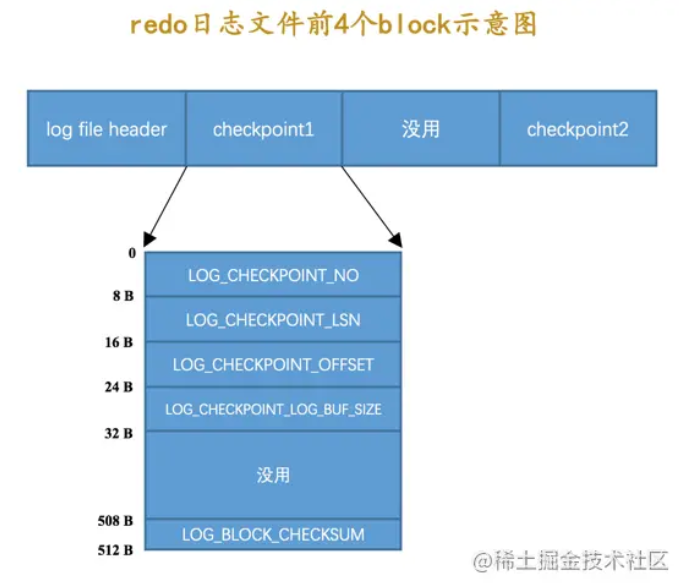 redo日志文件前4个block示意图
log file header
checkpoint1
没用
checkpoint2
0
LOG_CHECKPOINT_NO
8 B
LOG_CHECKPOINT_LSN
16 B
LOG_CHECKPOINT_OFFSET
24 B
LOG_CHECKPOINT_LOG_BUF_SIZE
32 B
没用
508 B
LOG_BLOCK_CHECKSUM
512 B
@稀土掘金技术社区